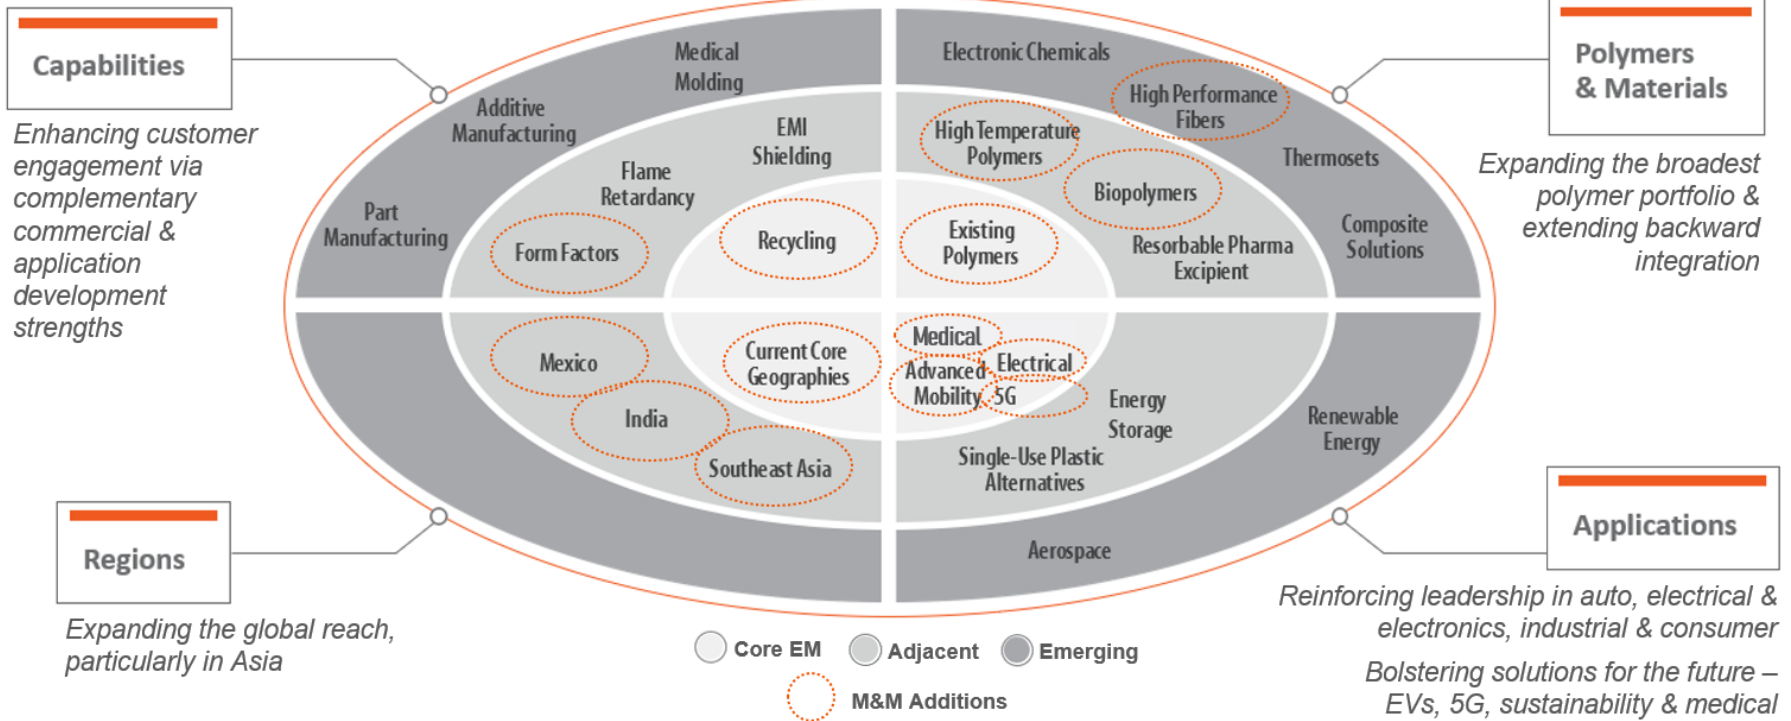 Capabilities
Enhancing customer
engagement via
complementary
commercial &
application
development
strengths
Medical
Molding
Additive
Manufacturing
Part
Manufacturing
EMI
Shielding
Flame
Retardancy
Form Factors
Recycling
Electronic Chemicals
High Performance
Fibers
Thermosets
Composite
Solutions
High Temperature
Polymers
Biopolymers
Resorbable Pharma
Excipient
Existing
Polymers
Polymers
& Materials
Expanding the broadest
polymer portfolio &
extending backward
integration
Mexico
India
Southeast Asia
Current Core
Geographies
Regions
Expanding the global reach,
particularly in Asia
Medical
Electrical
Advanced
Mobility
5G
Energy
Storage
Single-Use Plastic
Alternatives
Renewable
Energy
Aerospace
Applications
Reinforcing leadership in auto, electrical &
electronics, industrial & consumer
Bolstering solutions for the future –
EVs, 5G, sustainability & medical
Core EM
Adjacent
Emerging
M&M Additions